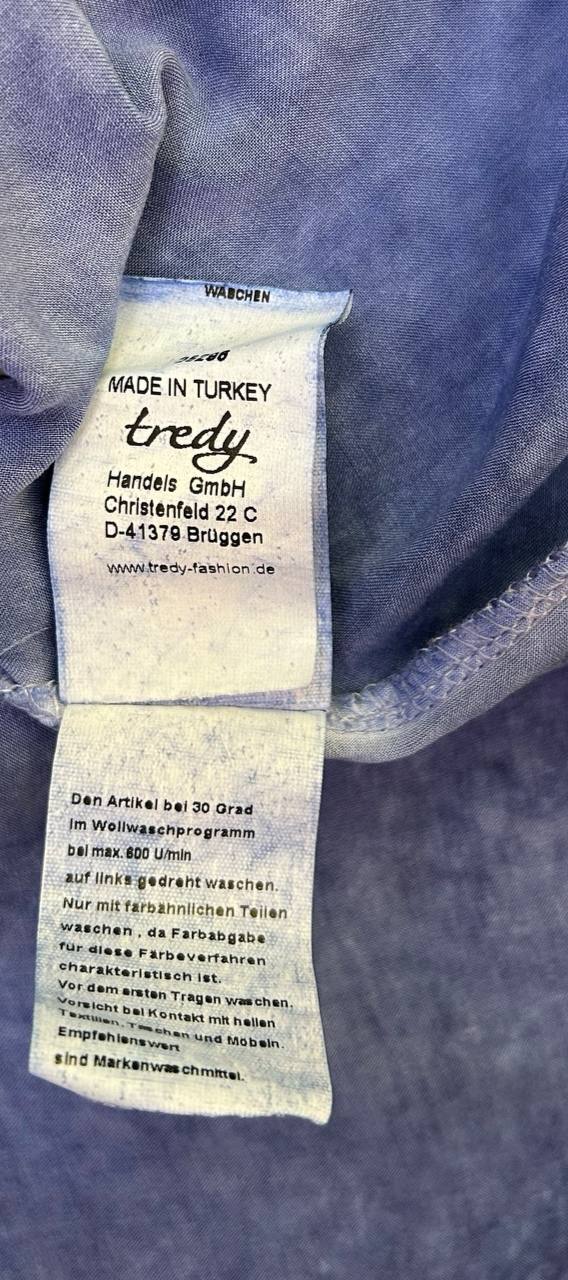 WASCHEN
MADE IN TURKEY
tredy
Handels GmbH
Christenfeld 22 C
D-41379 Brüggen
www.tredy-fashion.de
Den Artikel bei 30 Grad
im Wollwaschprogramm
bei max. 600 U/min
auf links gedreht waschen.
Nur mit farbähnlichen Teilen
waschen , da Farbabgabe
für diese Färbeverfahren
charakteristisch ist.
Vor dem ersten Tragen waschen.
Vorsicht bei Kontakt mit hellen
Textilien, Taschen und Möbeln.
Empfehlenswert
sind Markenwaschmittel.